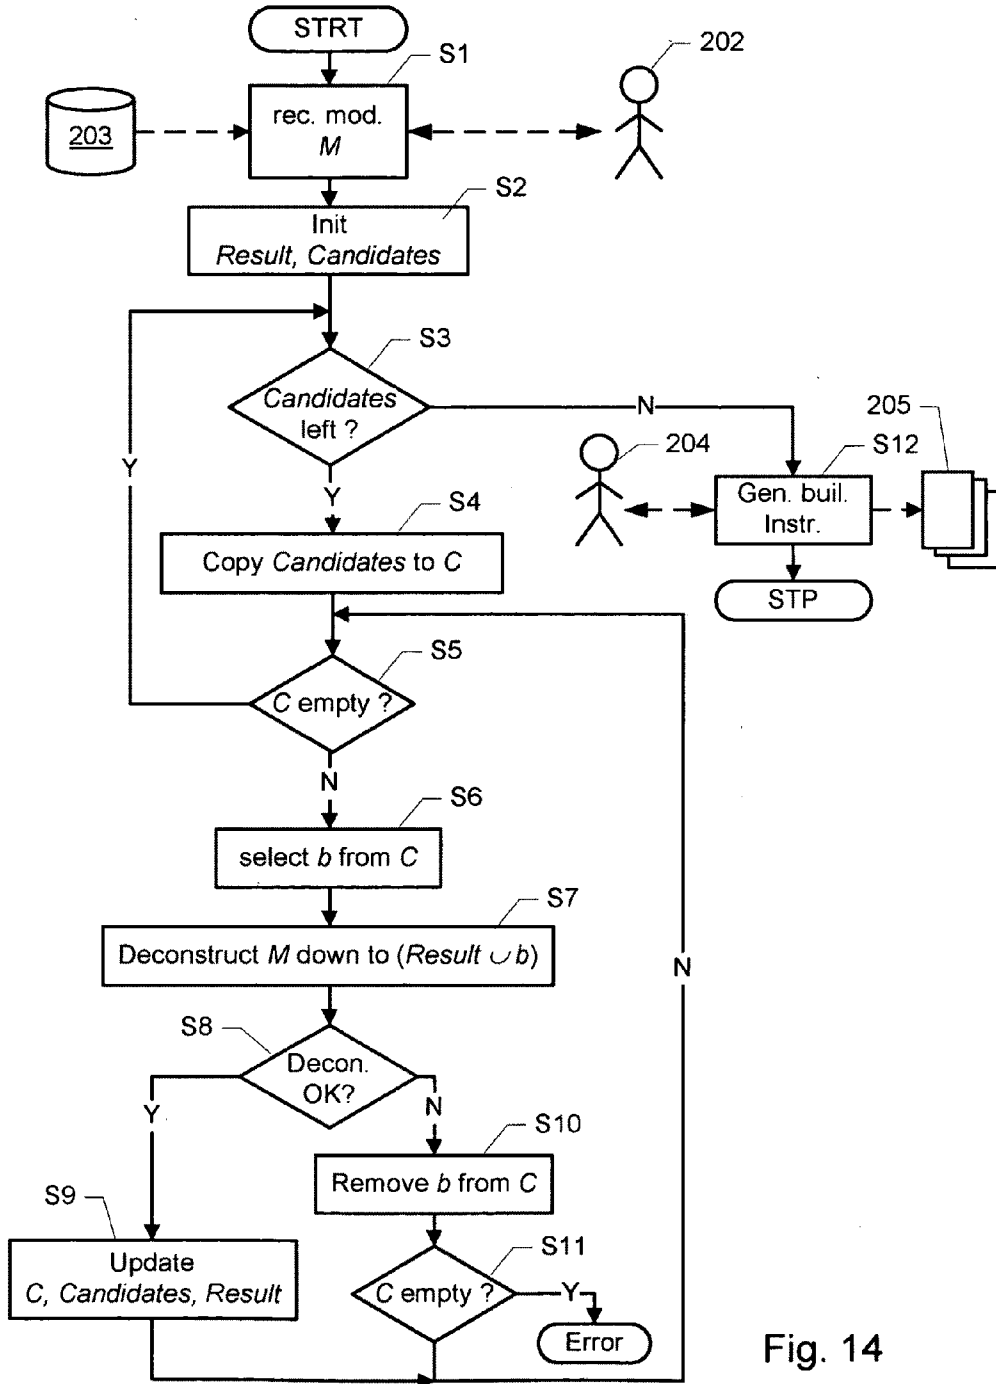 STRT
S1
202
203
rec. mod.
M
S2
Init
Result, Candidates
S3
Candidates
left ?
N
205
204
S12
Y
Y
Gen. buil.
Instr.
S4
Copy Candidates to C
STP
S5
C empty ?
N
S6
select b from C
S7
Deconstruct M down to (Result ∪ b)
N
S8
Decon.
OK?
Y
N
S10
Remove b from C
S9
Update
C, Candidates, Result
S11
C empty ?
Y
Error
Fig. 14